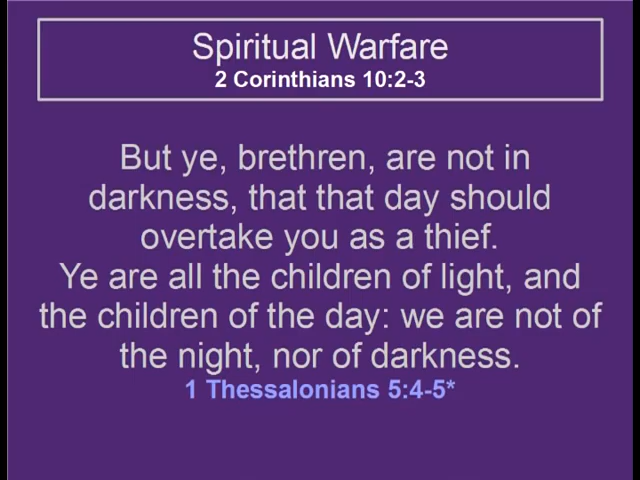 Spiritual Warfare
2 Corinthians 10:2-3
But ye, brethren, are not in
darkness, that that day should
overtake you as a thief.
Ye are all the children of light, and
the children of the day: we are not of
the night, nor of darkness.
1 Thessalonians 5:4-5*